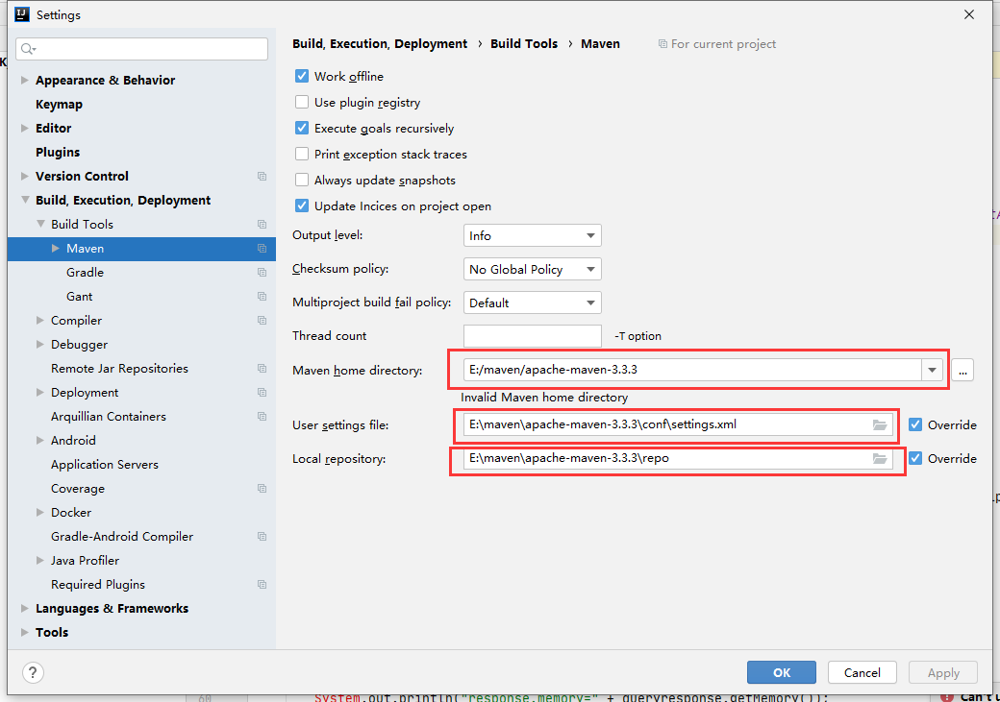 Settings
Appearance & Behavior
Keymap
Editor
Plugins
Version Control
Build, Execution, Deployment
Build Tools
Maven
Gradle
Gant
Compiler
Debugger
Remote Jar Repositories
Deployment
Arquillian Containers
Android
Application Servers
Coverage
Docker
Gradle-Android Compiler
Java Profiler
Required Plugins
Languages & Frameworks
Tools
Build, Execution, Deployment › Build Tools › Maven For current project
Work offline
Use plugin registry
Execute goals recursively
Print exception stack traces
Always update snapshots
Update Incices on project open
Output level: Info
Checksum policy: No Global Policy
Multiproject build fail policy: Default
Thread count -T option
Maven home directory: E:/maven/apache-maven-3.3.3 ...
Invalid Maven home directory
User settings file: E:\maven\apache-maven-3.3.3\conf\settings.xml Override
Local repository: E:\maven\apache-maven-3.3.3\repo Override
? OK Cancel Apply
System.out.println("response.memory=" + queryresponse.getMemory()); Can't u